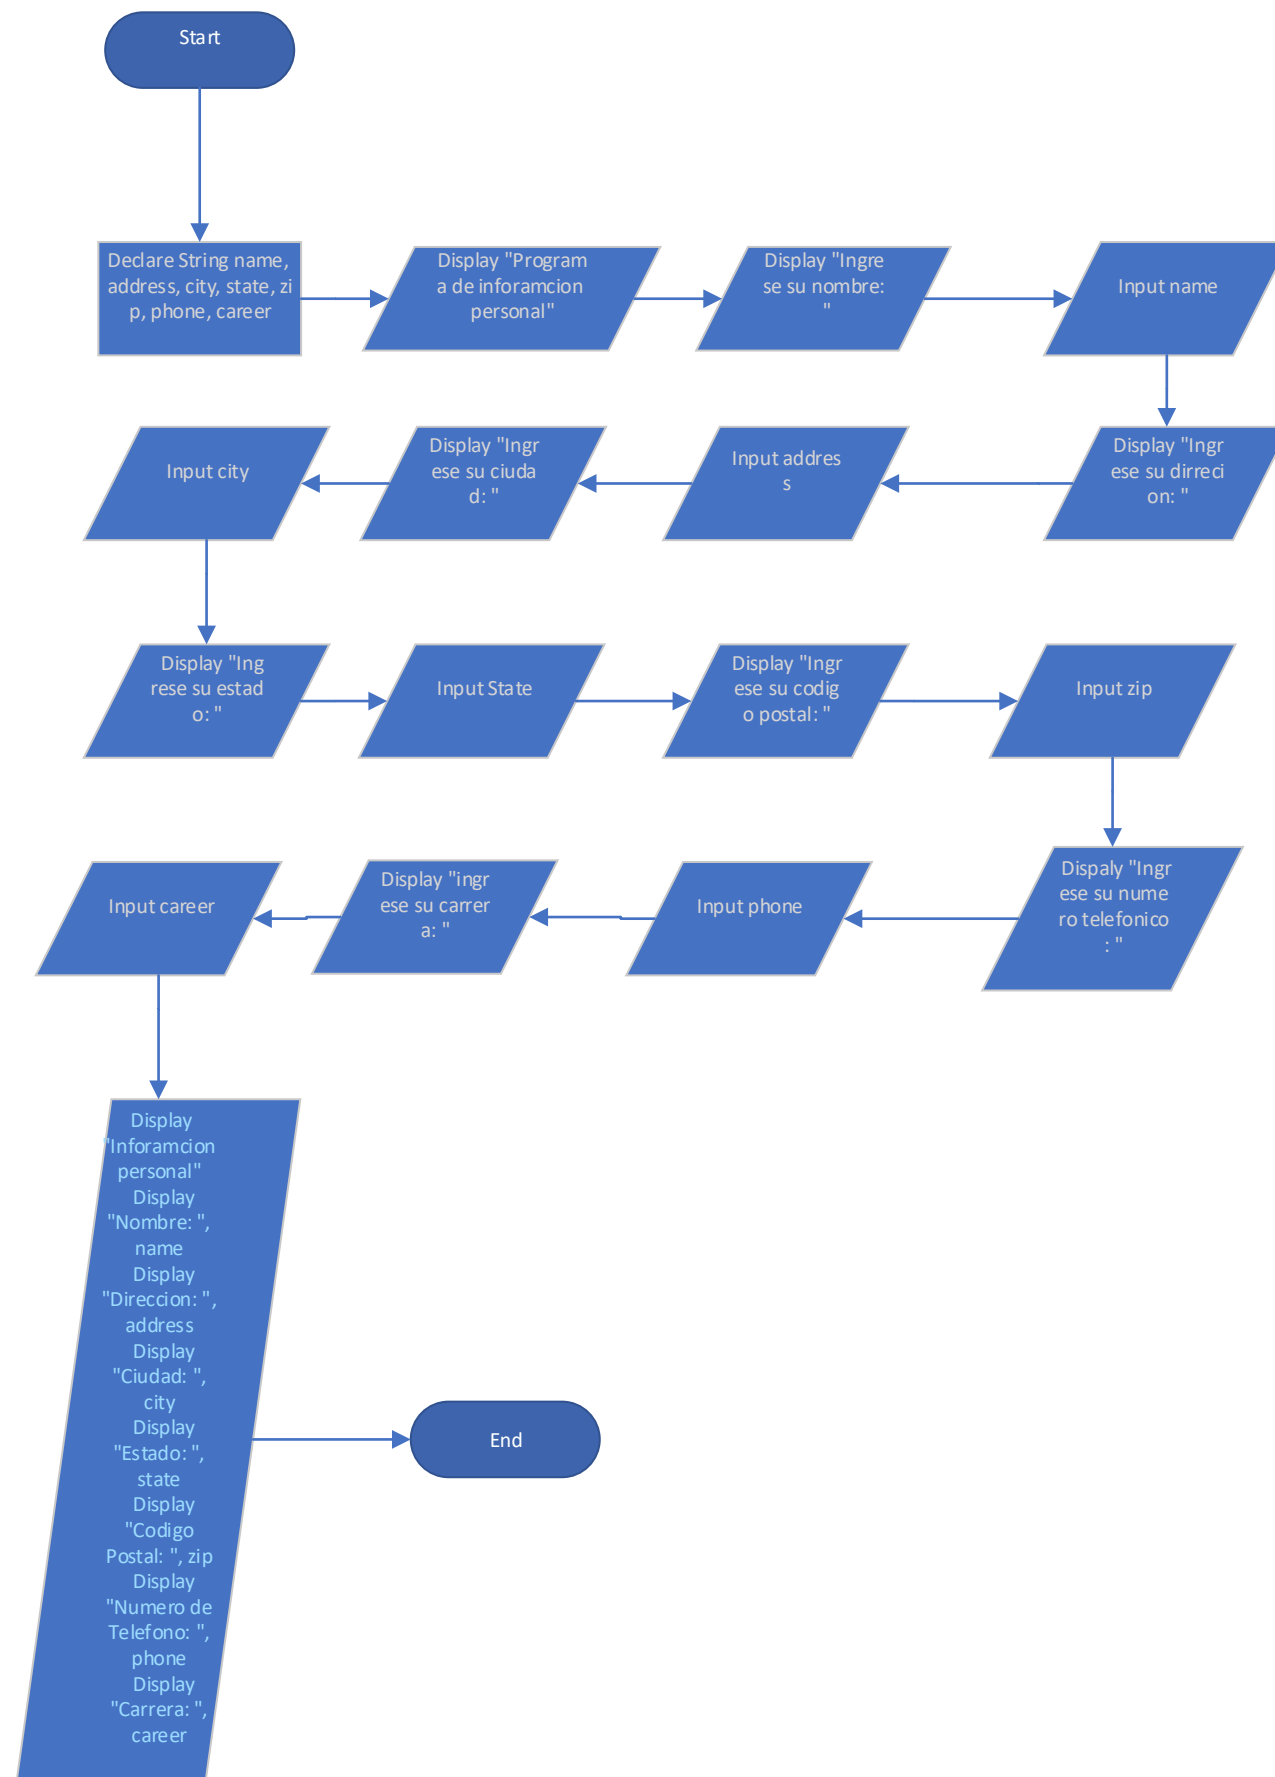 Start
Declare String name,
address, city, state, zi
p, phone, career
Display "Program
a de inforamcion
personal"
Display "Ingre
se su nombre:
"
Input name
Display "Ingr
ese su dirreci
on: "
Input addres
s
Display "Ingr
ese su ciuda
d: "
Input city
Display "Ing
rese su estad
o: "
Input State
Display "Ingr
ese su codig
o postal: "
Input zip
Dispaly "Ingr
ese su nume
ro telefonico
: "
Input phone
Display "ingr
ese su carrer
a: "
Input career
Display
"Inforamcion
personal"
Display
"Nombre: ",
name
Display
"Direccion: ",
address
Display
"Ciudad: ",
city
Display
"Estado: ",
state
Display
"Codigo
Postal: ", zip
Display
"Numero de
Telefono: ",
phone
Display
"Carrera: ",
career
End